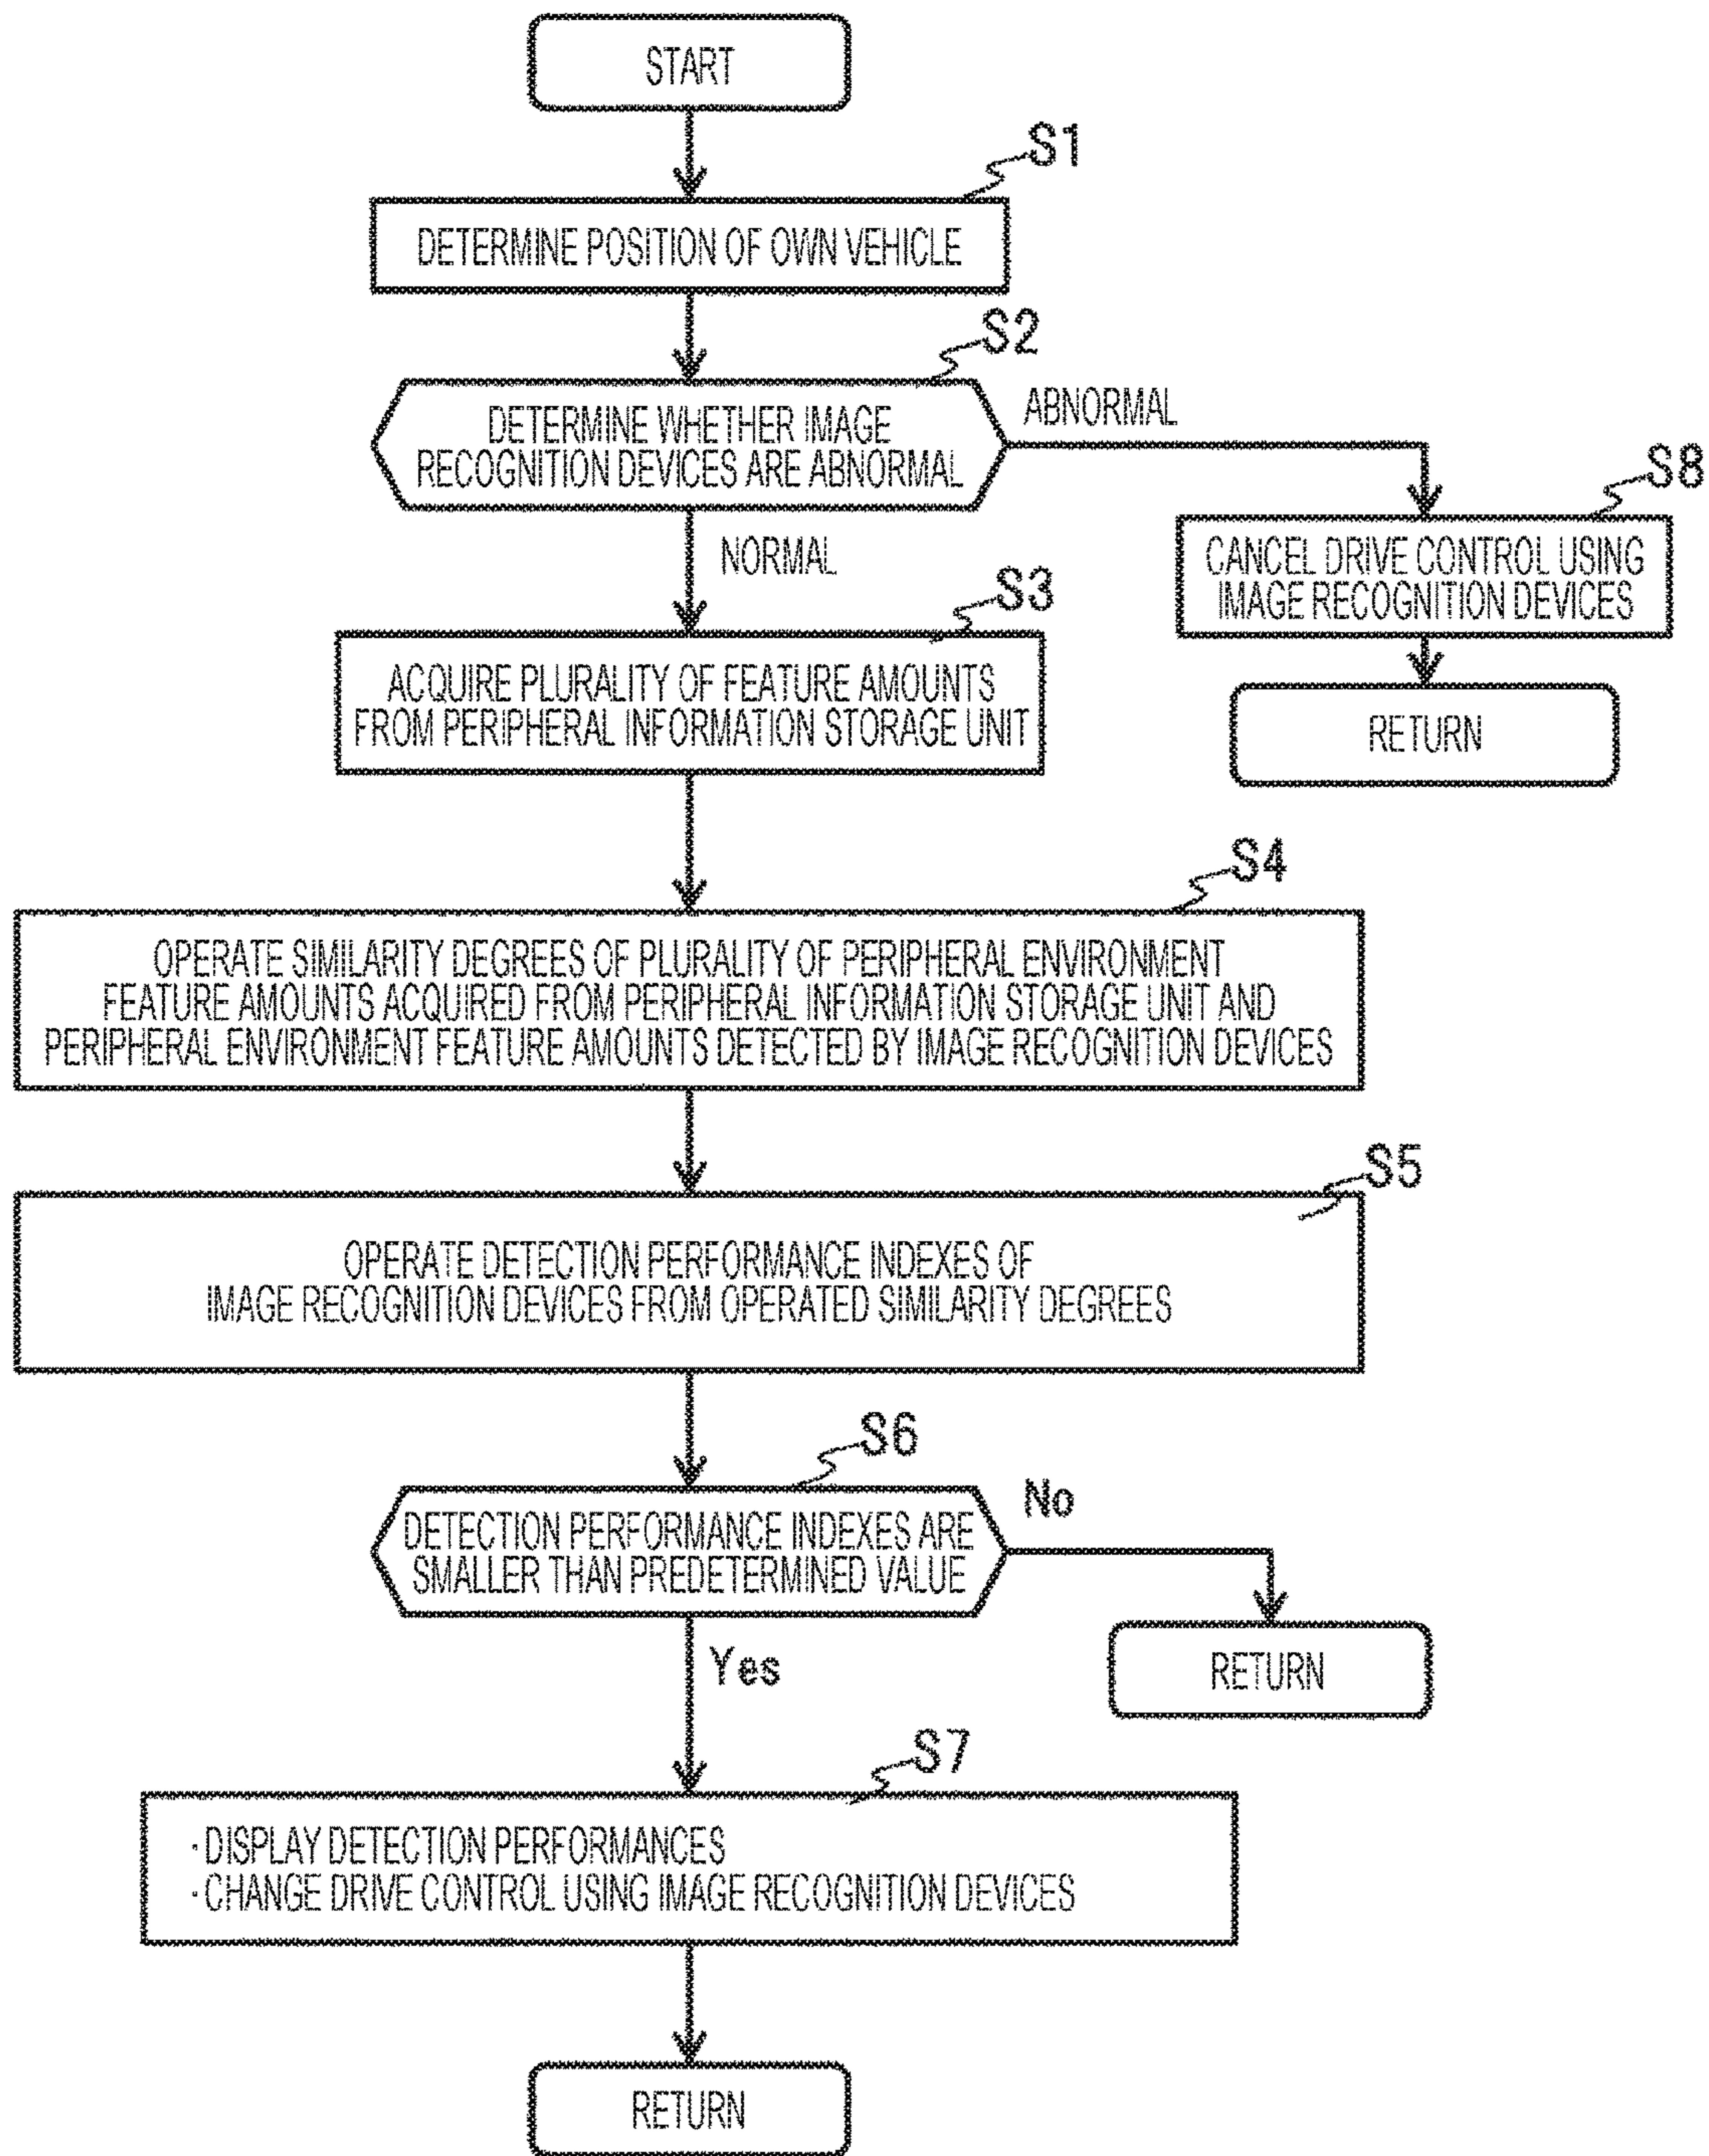 START
S1
DETERMINE POSITION OF OWN VEHICLE
S2
DETERMINE WHETHER IMAGE
RECOGNITION DEVICES ARE ABNORMAL
ABNORMAL
NORMAL
S8
CANCEL DRIVE CONTROL USING
IMAGE RECOGNITION DEVICES
RETURN
S3
ACQUIRE PLURALITY OF FEATURE AMOUNTS
FROM PERIPHERAL INFORMATION STORAGE UNIT
S4
OPERATE SIMILARITY DEGREES OF PLURALITY OF PERIPHERAL ENVIRONMENT
FEATURE AMOUNTS ACQUIRED FROM PERIPHERAL INFORMATION STORAGE UNIT AND
PERIPHERAL ENVIRONMENT FEATURE AMOUNTS DETECTED BY IMAGE RECOGNITION DEVICES
S5
OPERATE DETECTION PERFORMANCE INDEXES OF
IMAGE RECOGNITION DEVICES FROM OPERATED SIMILARITY DEGREES
S6
DETECTION PERFORMANCE INDEXES ARE
SMALLER THAN PREDETERMINED VALUE
No
RETURN
Yes
S7
· DISPLAY DETECTION PERFORMANCES
· CHANGE DRIVE CONTROL USING IMAGE RECOGNITION DEVICES
RETURN